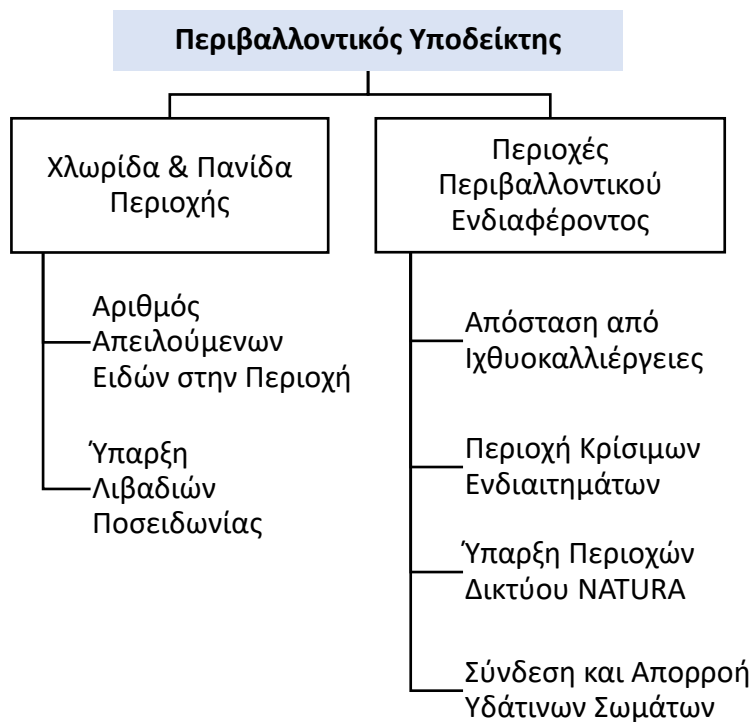 Περιβαλλοντικός Υποδείκτης
Χλωρίδα & Πανίδα
Περιοχής
Αριθμός
Απειλούμενων
Ειδών στην Περιοχή
Ύπαρξη
Λιβαδιών
Ποσειδωνίας
Περιοχές
Περιβαλλοντικού
Ενδιαφέροντος
Απόσταση από
Ιχθυοκαλλιέργειες
Περιοχή Κρίσιμων
Ενδιαιτημάτων
Ύπαρξη Περιοχών
Δικτύου NATURA
Σύνδεση και Απορροή
Υδάτινων Σωμάτων